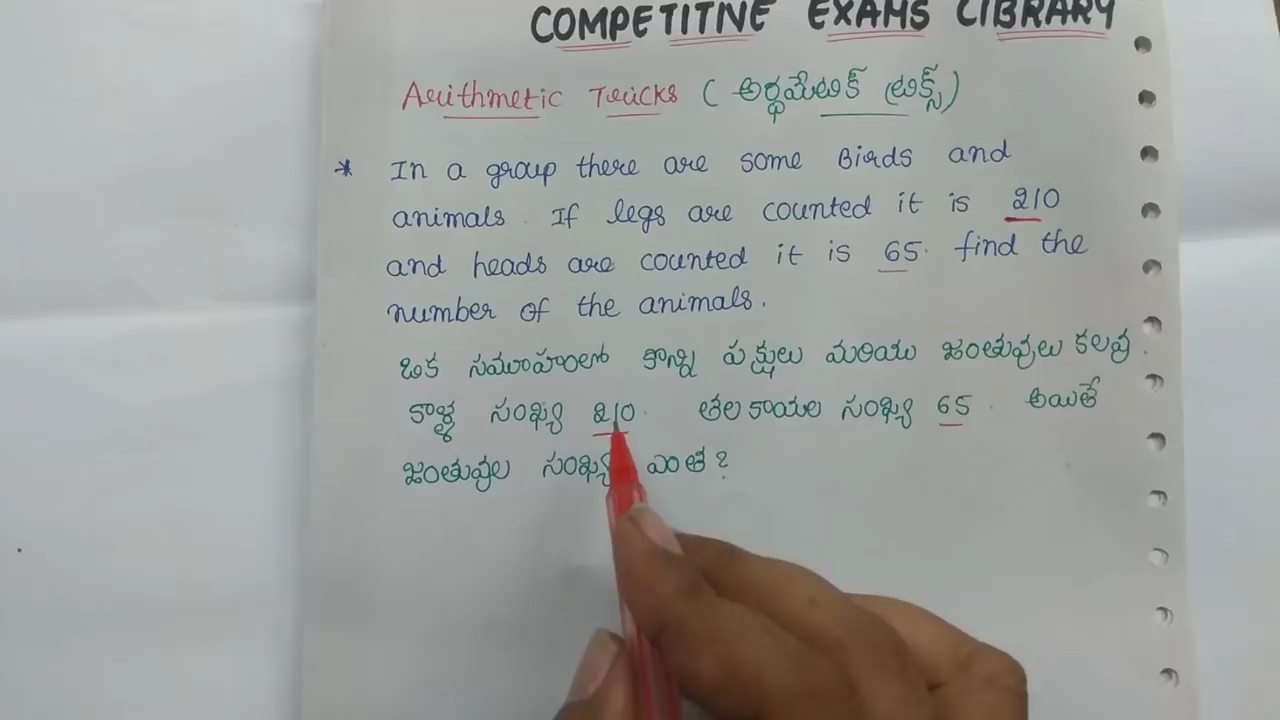 COMPETITNE EXAMS LIBRARY
Arithmetic Tricks ( అర్థమేటిక్ ట్రిక్స్ )
* In a group there are some Birds and
animals. If legs are counted it is 210
and heads are counted it is 65. find the
number of the animals.
ఒక సమూహంలో కొన్ని పక్షులు మరియు జంతువులు కలవు.
కాళ్ళ సంఖ్య 210. తలకాయల సంఖ్య 65. అయితే
జంతువుల సంఖ్య ఎంత?